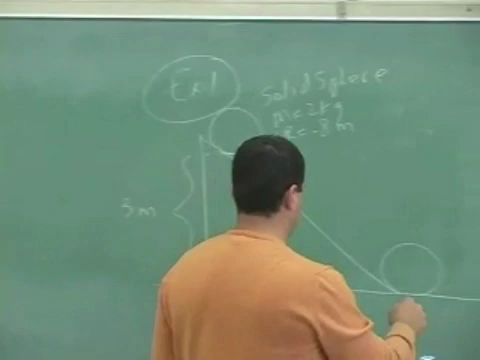 Ex1
Solid Sphere
m = 2kg
R = .8m
5m